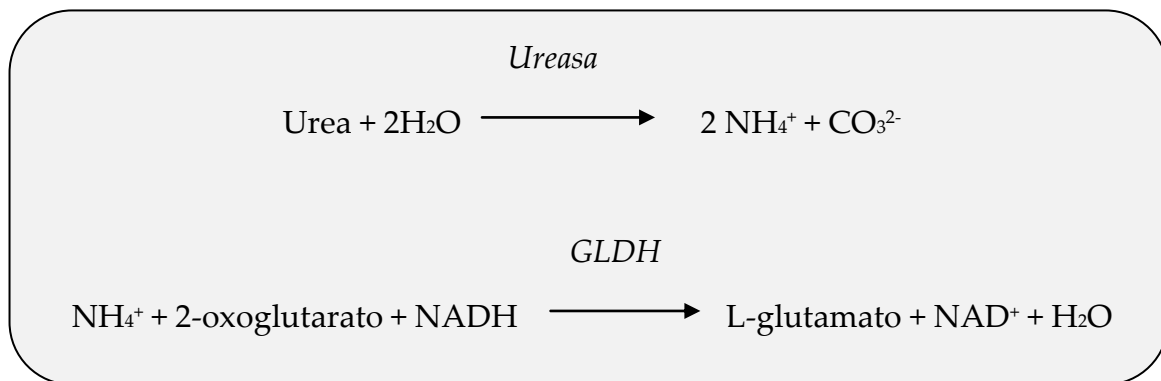 Ureasa
Urea + 2H₂O 2 NH₄⁺ + CO₃²⁻
GLDH
NH₄⁺ + 2-oxoglutarato + NADH L-glutamato + NAD⁺ + H₂O